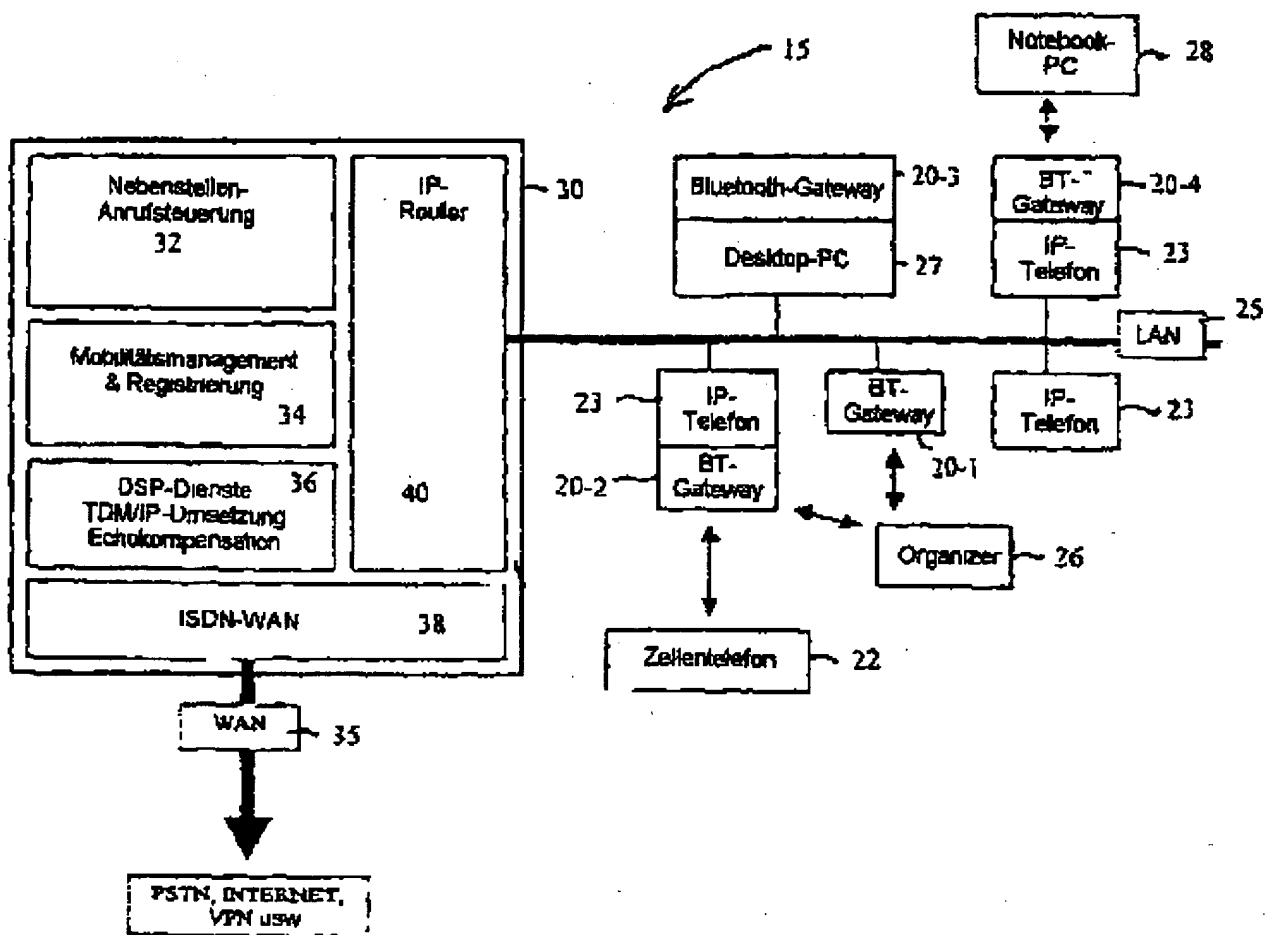 15
Notebook-
PC
28
Nebenstellen-
Anrufsteuerung
32
IP-
Router
30
40
Mobilitätsmanagement
& Registrierung
34
DSP-Dienste
36
TDM/IP-Umsetzung
Echokompensation
ISDN-WAN
38
WAN
35
PSTN, INTERNET,
VPN usw
Bluetooth-Gateway
20-3
Desktop-PC
27
BT-
Gateway
20-4
IP-
Telefon
23
LAN
25
23
IP-
Telefon
BT-
Gateway
20-2
BT-
Gateway
20-1
IP-
Telefon
23
Organizer
26
Zellentelefon
22